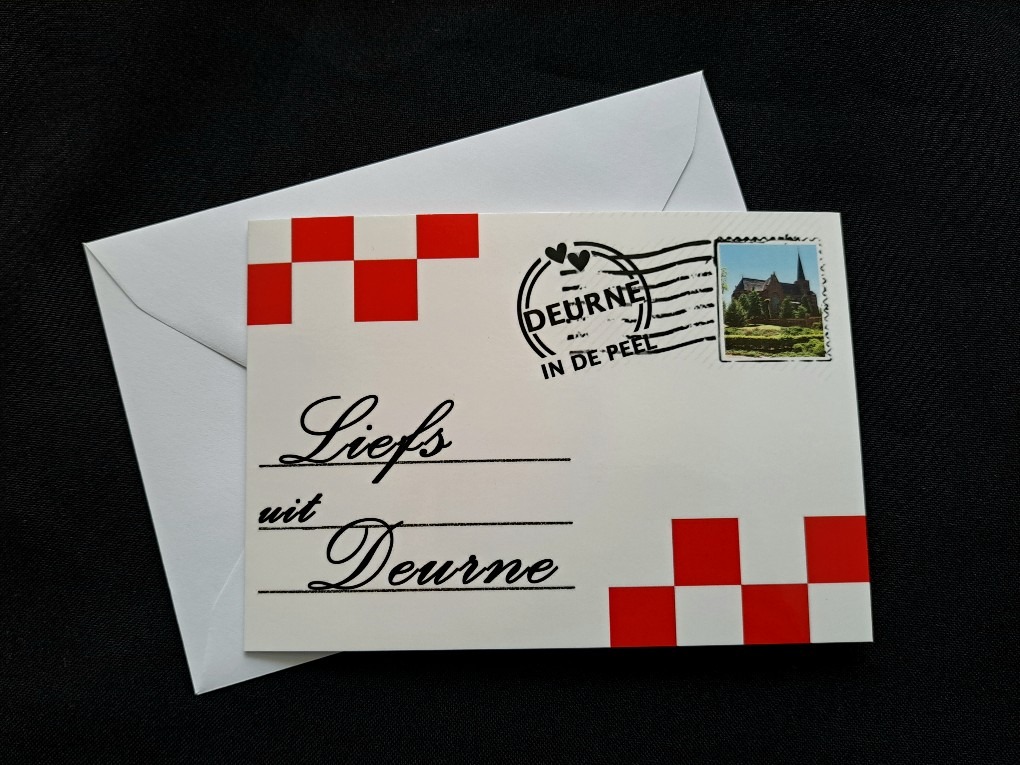 DEURNE
IN DE PEEL
Liefs
uit
Deurne